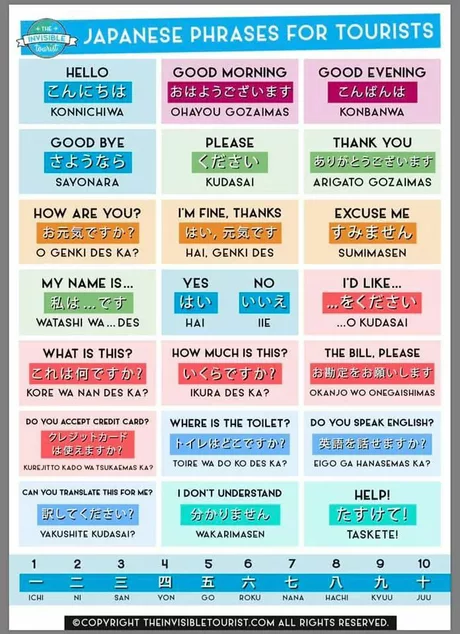 THE
INVISIBLE
tourist
JAPANESE PHRASES FOR TOURISTS
HELLO
こんにちは
KONNICHIWA
GOOD MORNING
おはようございます
OHAYOU GOZAIMAS
GOOD EVENING
こんばんは
KONBANWA
GOOD BYE
さようなら
SAYONARA
PLEASE
ください
KUDASAI
THANK YOU
ありがとうございます
ARIGATO GOZAIMAS
HOW ARE YOU?
お元気ですか?
O GENKI DES KA?
I'M FINE, THANKS
はい, 元気です
HAI, GENKI DES
EXCUSE ME
すみません
SUMIMASEN
MY NAME IS...
私は...です
WATASHI WA... DES
YES
はい
HAI
NO
いいえ
IIE
I'D LIKE...
...をください
...O KUDASAI
WHAT IS THIS?
これは何ですか?
KORE WA NAN DES KA?
HOW MUCH IS THIS?
いくらですか?
IKURA DES KA?
THE BILL, PLEASE
お勘定をお願いします
OKANJO WO ONEGAISHIMAS
DO YOU ACCEPT CREDIT CARD?
クレジットカード
は使えますか?
KUREJITTO KADO WA TSUKAEMAS KA?
WHERE IS THE TOILET?
トイレはどこですか?
TOIRE WA DO KO DES KA?
DO YOU SPEAK ENGLISH?
英語を話せますか?
EIGO GA HANASEMAS KA?
CAN YOU TRANSLATE THIS FOR ME?
訳してください?
YAKUSHITE KUDASAI?
I DON'T UNDERSTAND
分かりません
WAKARIMASEN
HELP!
たすけて!
TASKETE!
1 2 3 4 5 6 7 8 9 10
一 二 三 四 五 六 七 八 九 十
ICHI NI SAN YON GO ROKU NANA HACHI KYUU JUU
©COPYRIGHT THEINVISIBLETOURIST.COM ALL RIGHTS RESERVED.